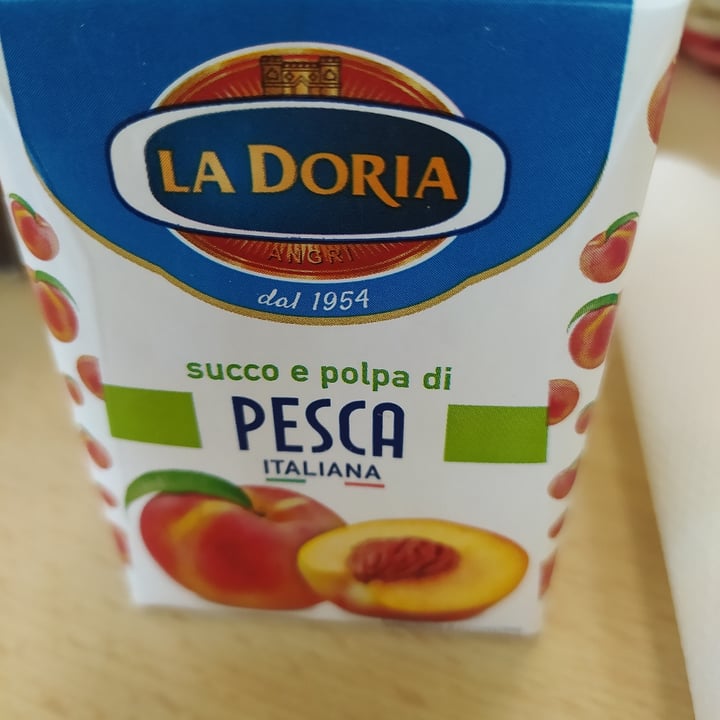 LA DORIA
ANGRI
dal 1954
succo e polpa di
PESCA
ITALIANA